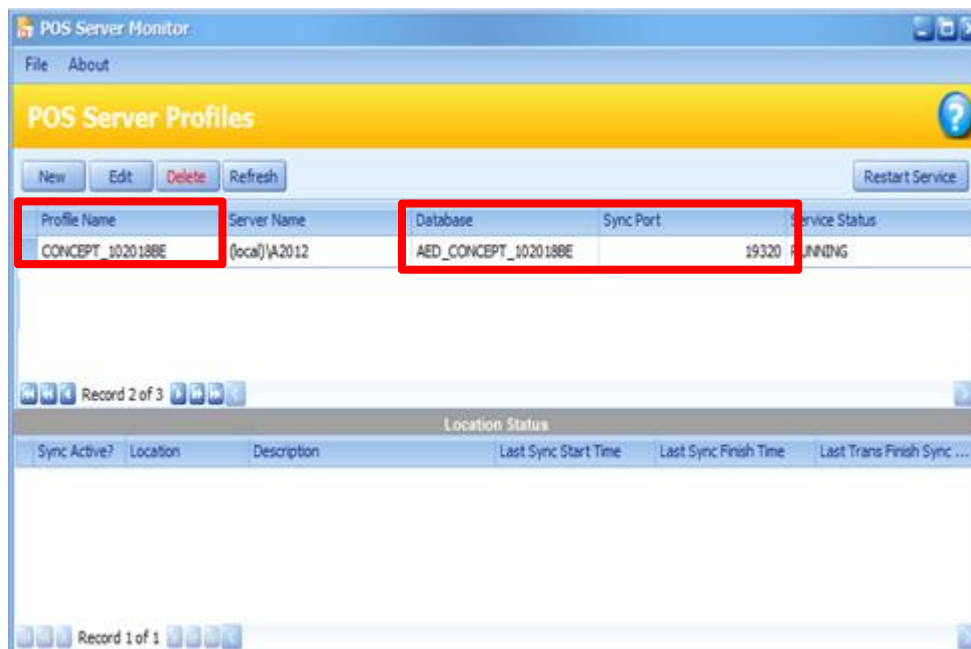 POS Server Monitor
File About
POS Server Profiles
New Edit Delete Refresh Restart Service
Profile Name Server Name Database Sync Port Service Status
CONCEPT_102018BE (local)\A2012 AED_CONCEPT_102018BE 19320 RUNNING
Record 2 of 3
Location Status
Sync Active? Location Description Last Sync Start Time Last Sync Finish Time Last Trans Finish Sync ...
Record 1 of 1